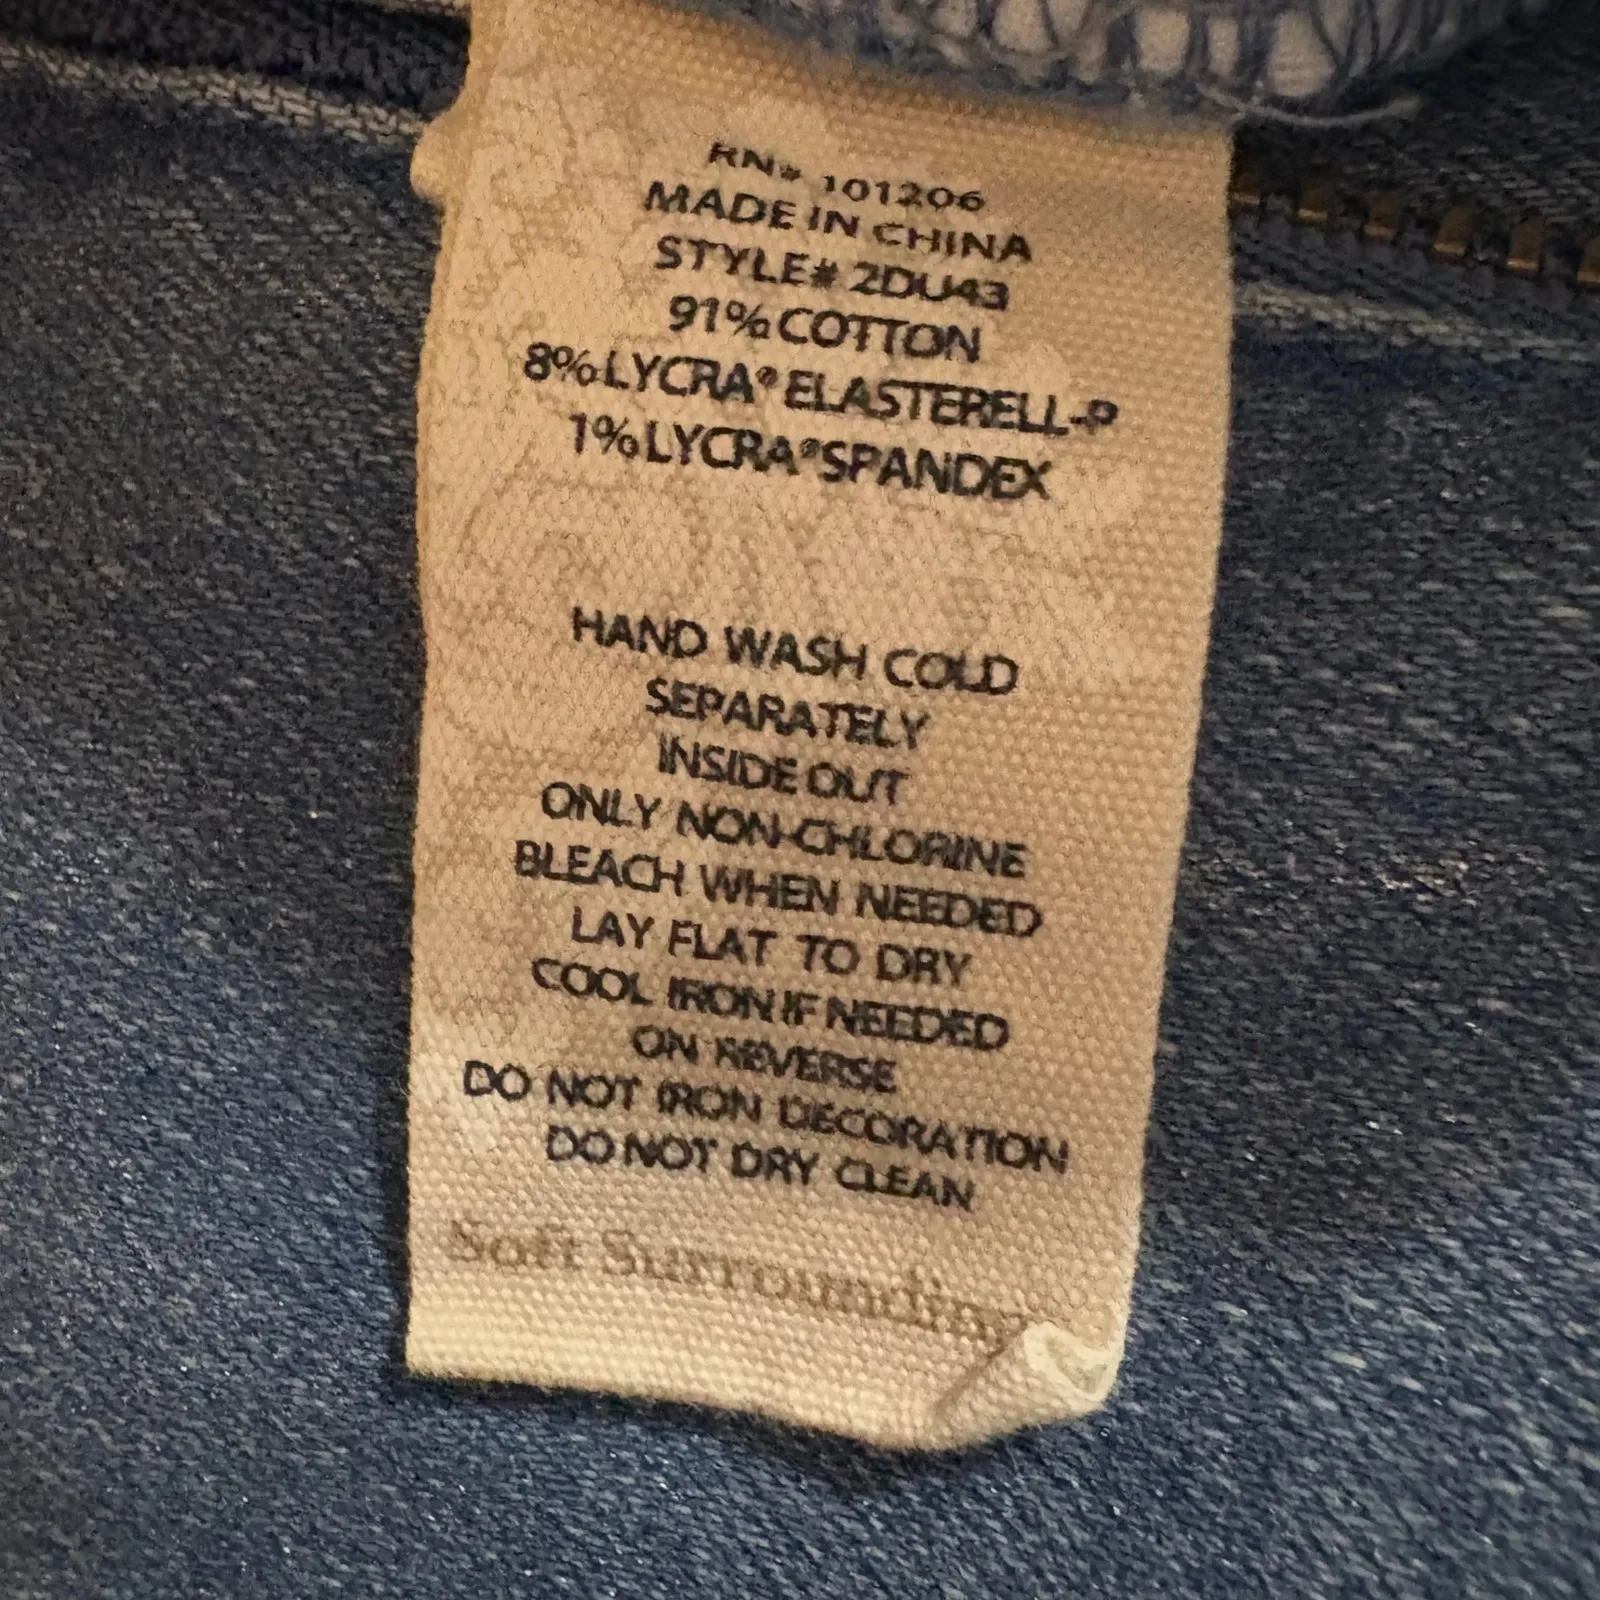 RN# 101206
MADE IN CHINA
STYLE# 2DU43
91% COTTON
8% LYCRA® ELASTERELL-P
1% LYCRA® SPANDEX
HAND WASH COLD
SEPARATELY
INSIDE OUT
ONLY NON-CHLORINE
BLEACH WHEN NEEDED
LAY FLAT TO DRY
COOL IRON IF NEEDED
ON REVERSE
DO NOT IRON DECORATION
DO NOT DRY CLEAN
Soft Surrounding